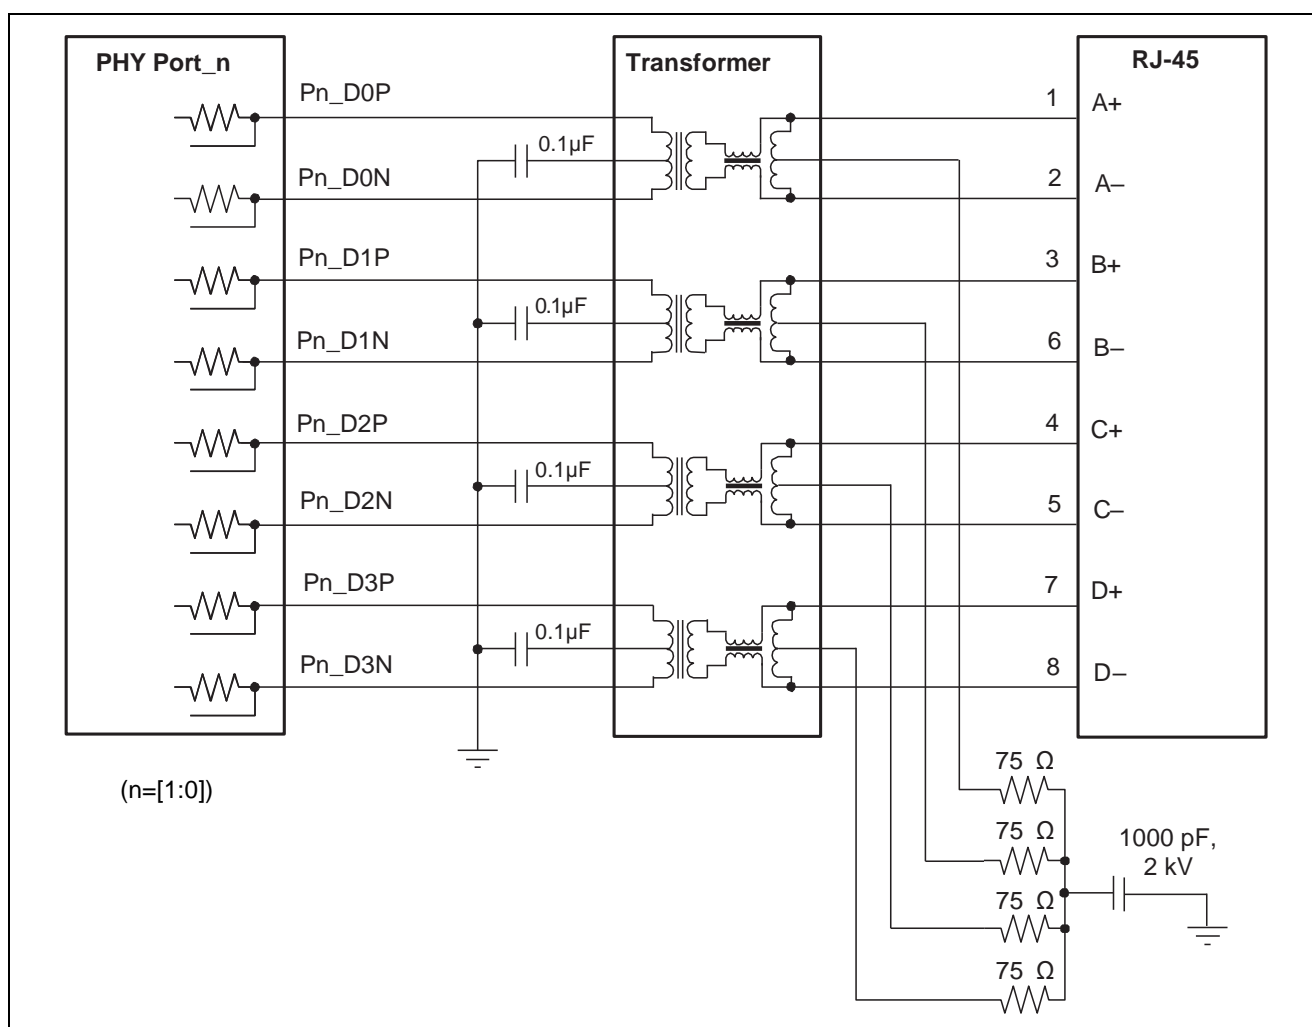 PHY Port_n
Transformer
RJ-45
Pn_D0P
1
A+
0.1µF
Pn_D0N
2
A–
Pn_D1P
3
B+
0.1µF
Pn_D1N
6
B–
Pn_D2P
4
C+
0.1µF
Pn_D2N
5
C–
Pn_D3P
7
D+
0.1µF
Pn_D3N
8
D–
(n=[1:0])
75 Ω
75 Ω
1000 pF,
2 kV
75 Ω
75 Ω